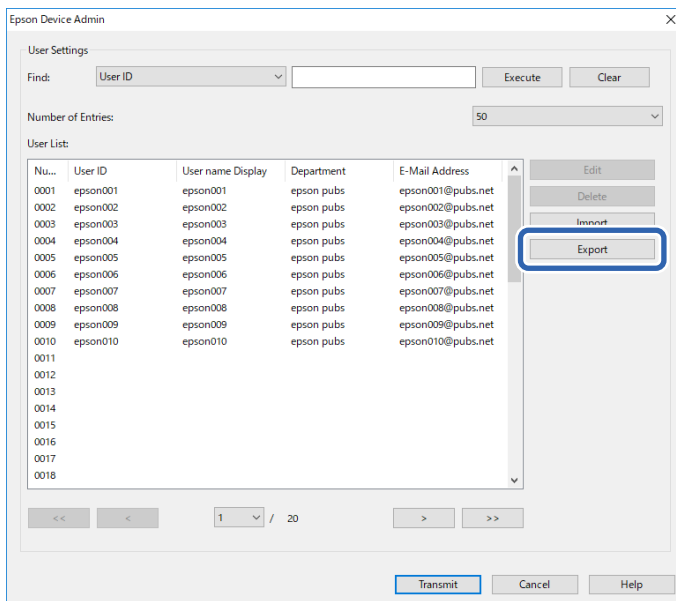 Epson Device Admin
User Settings
Find: User ID Execute Clear
Number of Entries: 50
User List:
Nu... User ID User name Display Department E-Mail Address Edit
0001 epson001 epson001 epson pubs epson001@pubs.net Delete
0002 epson002 epson002 epson pubs epson002@pubs.net
0003 epson003 epson003 epson pubs epson003@pubs.net Import
0004 epson004 epson004 epson pubs epson004@pubs.net Export
0005 epson005 epson005 epson pubs epson005@pubs.net
0006 epson006 epson006 epson pubs epson006@pubs.net
0007 epson007 epson007 epson pubs epson007@pubs.net
0008 epson008 epson008 epson pubs epson008@pubs.net
0009 epson009 epson009 epson pubs epson009@pubs.net
0010 epson010 epson010 epson pubs epson010@pubs.net
0011
0012
0013
0014
0015
0016
0017
0018
<< < 1 / 20 > >>
Transmit Cancel Help